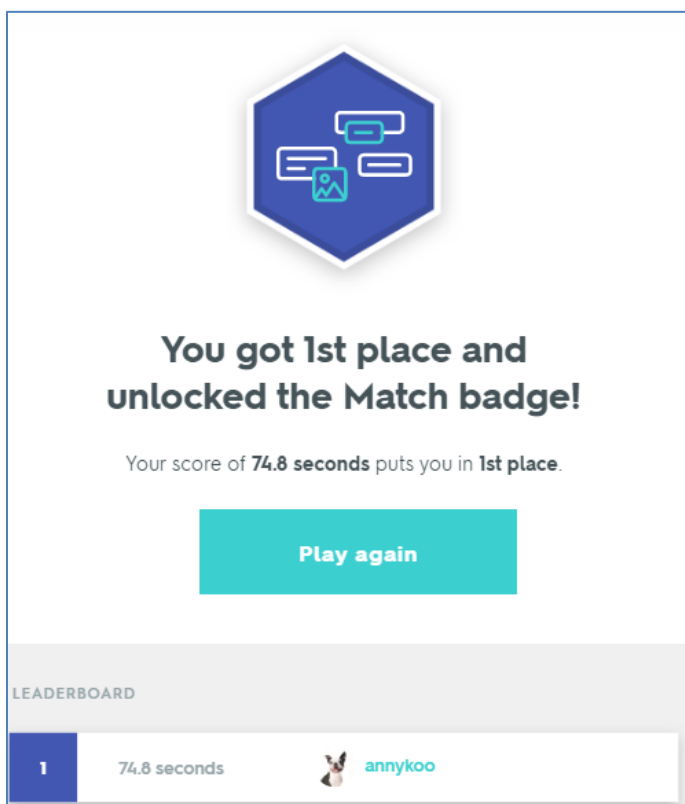 You got 1st place and
unlocked the Match badge!
Your score of 74.8 seconds puts you in 1st place.
Play again
LEADERBOARD
1 74.8 seconds annykoo